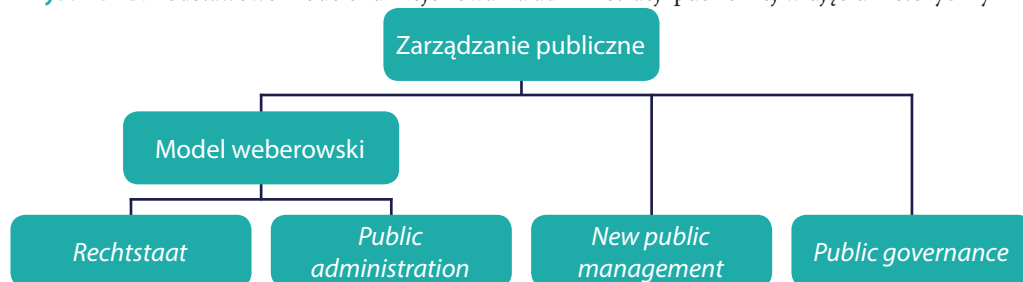 Zarządzanie publiczne
Model weberowski
Rechtstaat
Public
administration
New public
management
Public governance